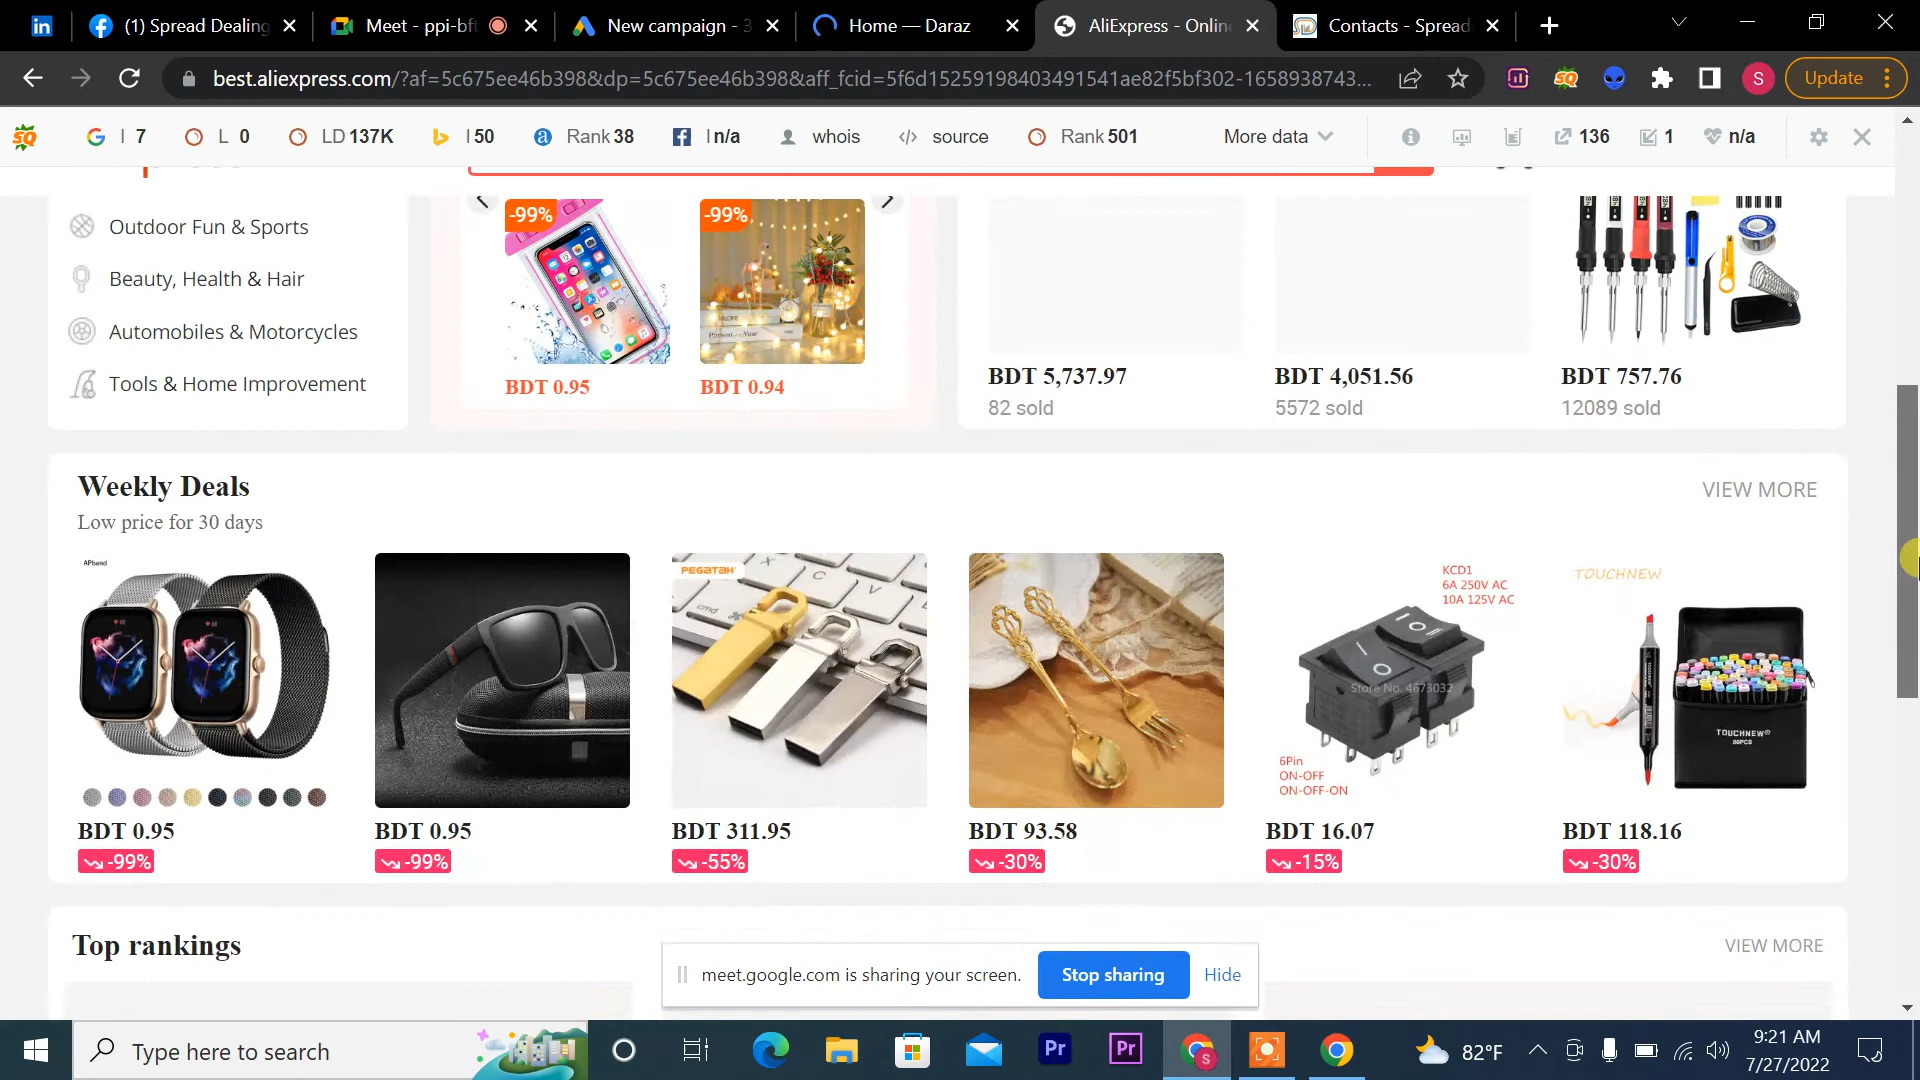 (1) Spread Dealing
Meet - ppi-bft
New campaign - 3
Home — Daraz
AliExpress - Onlin
Contacts - Spread
best.aliexpress.com/?af=5c675ee46b398&dp=5c675ee46b398&aff_fcid=5f6d15259198403491541ae82f5bf302-1658938743...
S
Update
SQ
I 7
L 0
LD 137K
I 50
Rank 38
I n/a
whois
source
Rank 501
More data
136
1
n/a
Outdoor Fun & Sports
Beauty, Health & Hair
Automobiles & Motorcycles
Tools & Home Improvement
-99%
-99%
BDT 0.95
BDT 0.94
BDT 5,737.97
BDT 4,051.56
BDT 757.76
82 sold
5572 sold
12089 sold
Weekly Deals
VIEW MORE
Low price for 30 days
APband
PEGATAH
KCD1
6A 250V AC
10A 125V AC
Store No. 4673032
6Pin
ON-OFF
ON-OFF-ON
TOUCHNEW
TOUCHNEW®
80PCS
BDT 0.95
BDT 0.95
BDT 311.95
BDT 93.58
BDT 16.07
BDT 118.16
-99%
-99%
-55%
-30%
-15%
-30%
Top rankings
VIEW MORE
meet.google.com is sharing your screen.
Stop sharing
Hide
Type here to search
82°F
9:21 AM
7/27/2022